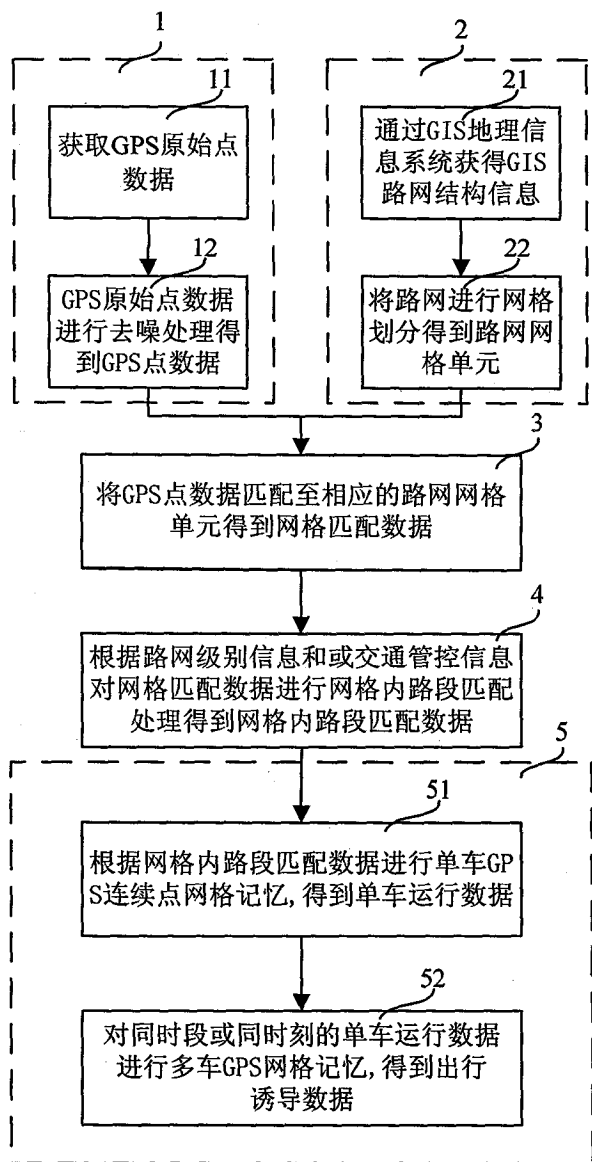 1
11
获取GPS原始点
数据
12
GPS原始点数据
进行去噪处理得
到GPS点数据
2
21
通过GIS地理信
息系统获得GIS
路网结构信息
22
将路网进行网格
划分得到路网网
格单元
3
将GPS点数据匹配至相应的路网网格
单元得到网格匹配数据
4
根据路网级别信息和或交通管控信息
对网格匹配数据进行网格内路段匹配
处理得到网格内路段匹配数据
5
51
根据网格内路段匹配数据进行单车GP
S连续点网格记忆,得到单车运行数据
52
对同时段或同时刻的单车运行数据
进行多车GPS网格记忆,得到出行
诱导数据